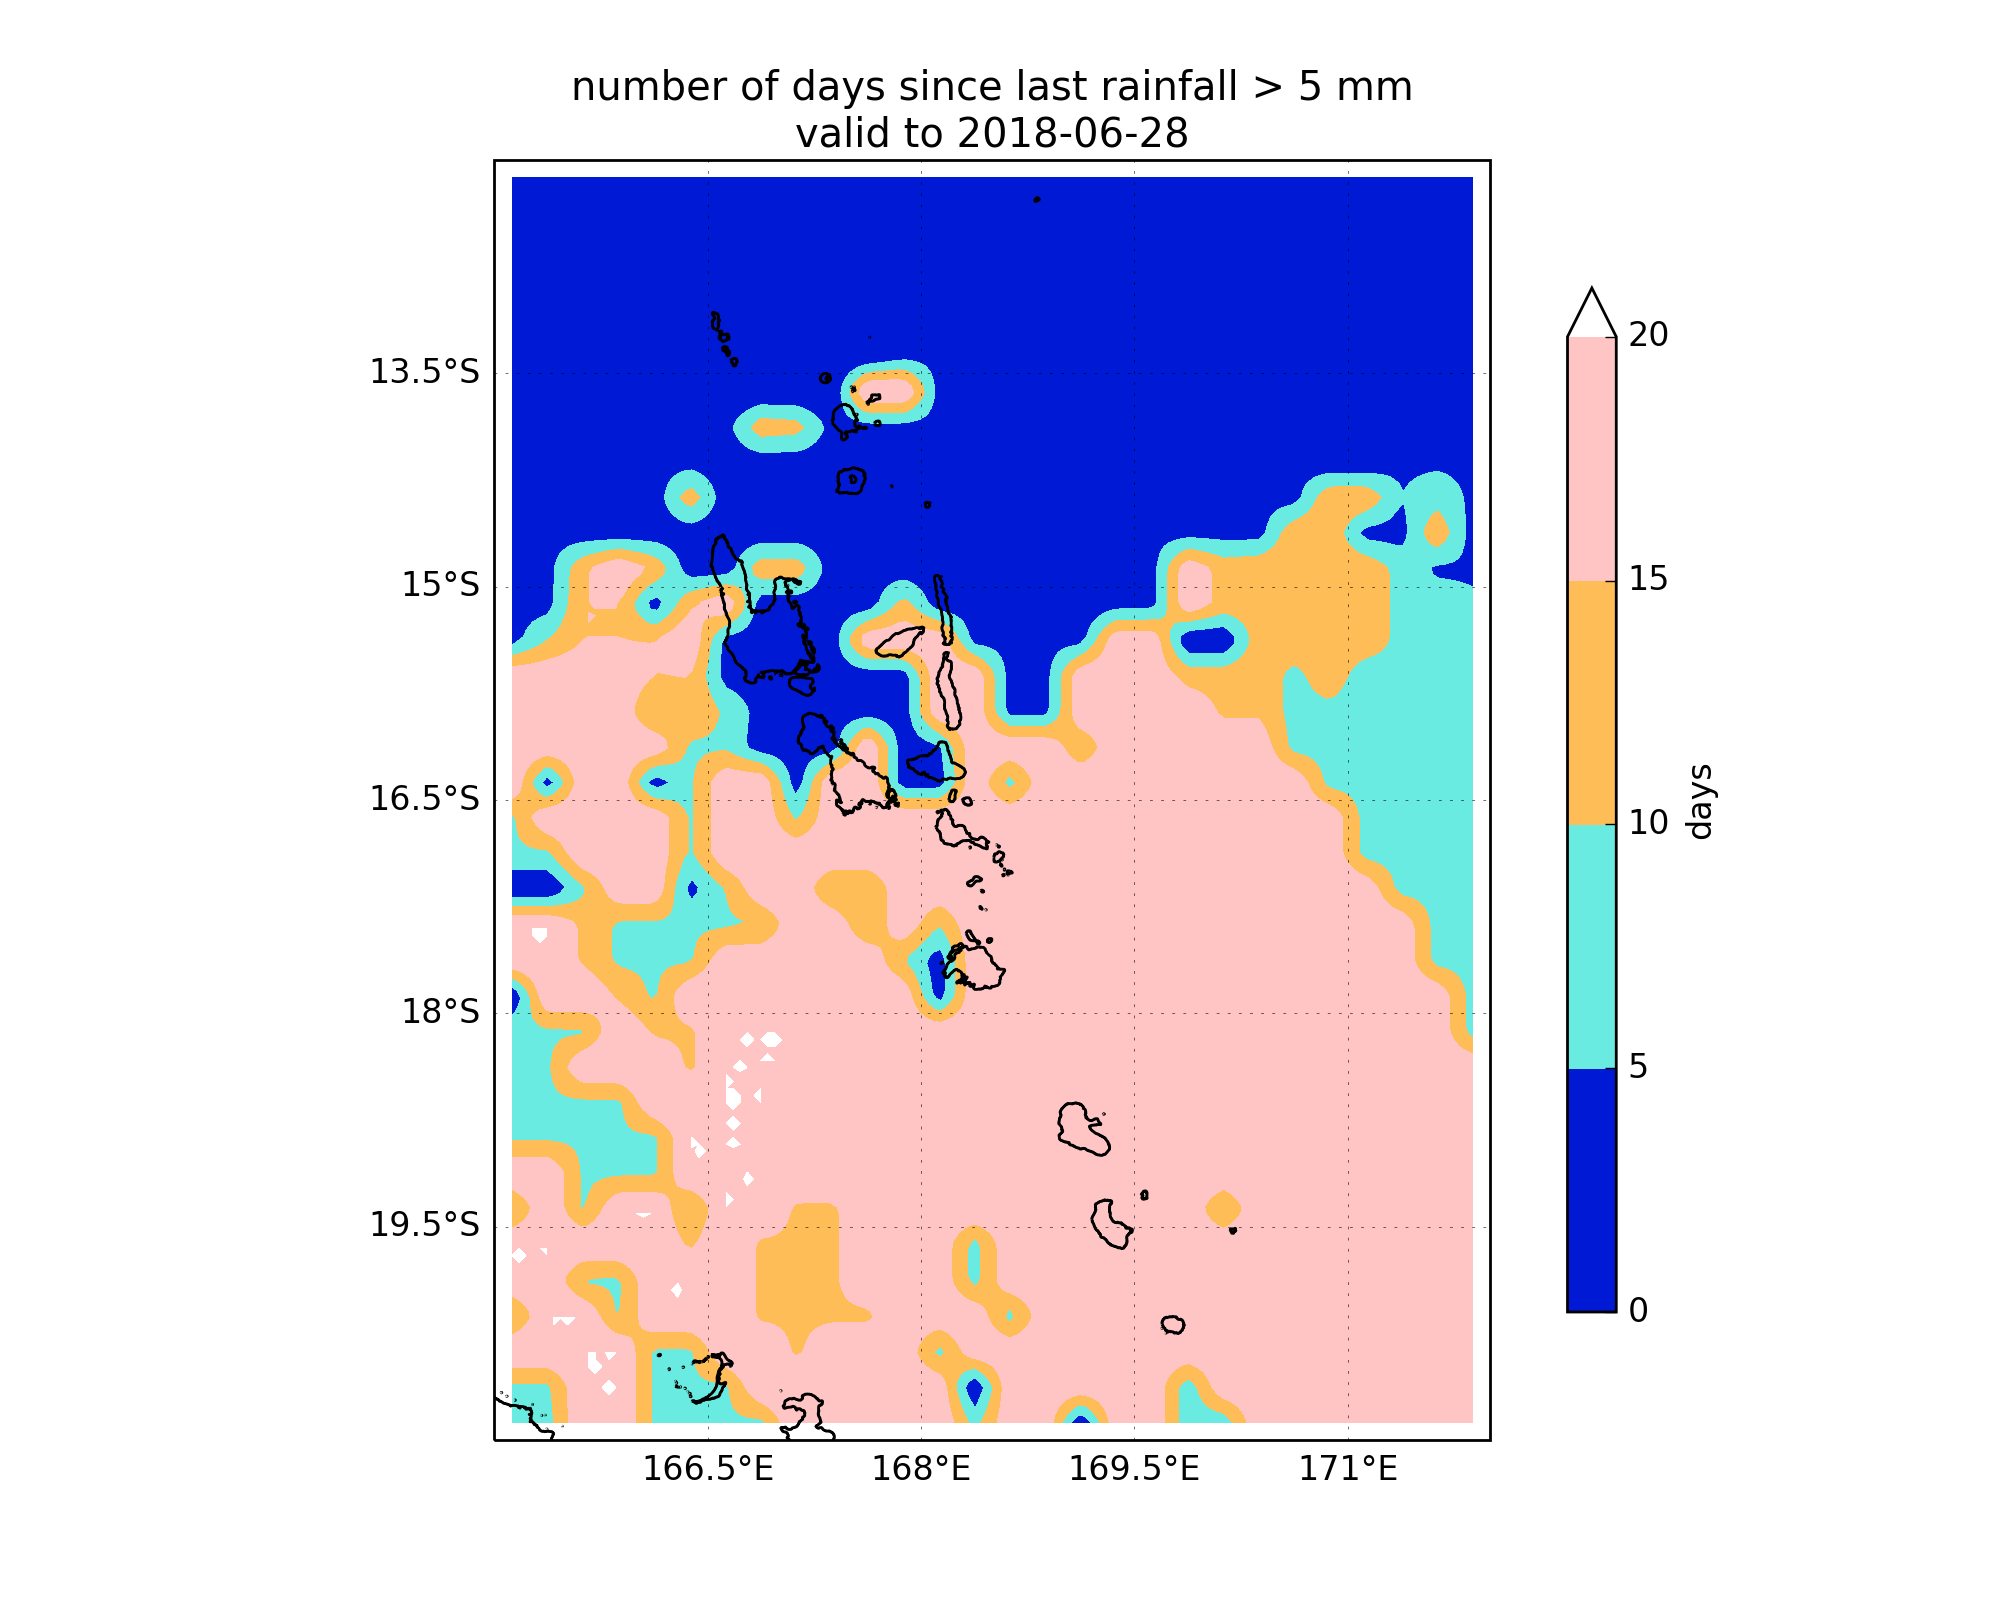 number of days since last rainfall > 5 mm
valid to 2018-06-28
13.5°S
15°S
16.5°S
18°S
19.5°S
166.5°E
168°E
169.5°E
171°E
20
15
10
5
0
days